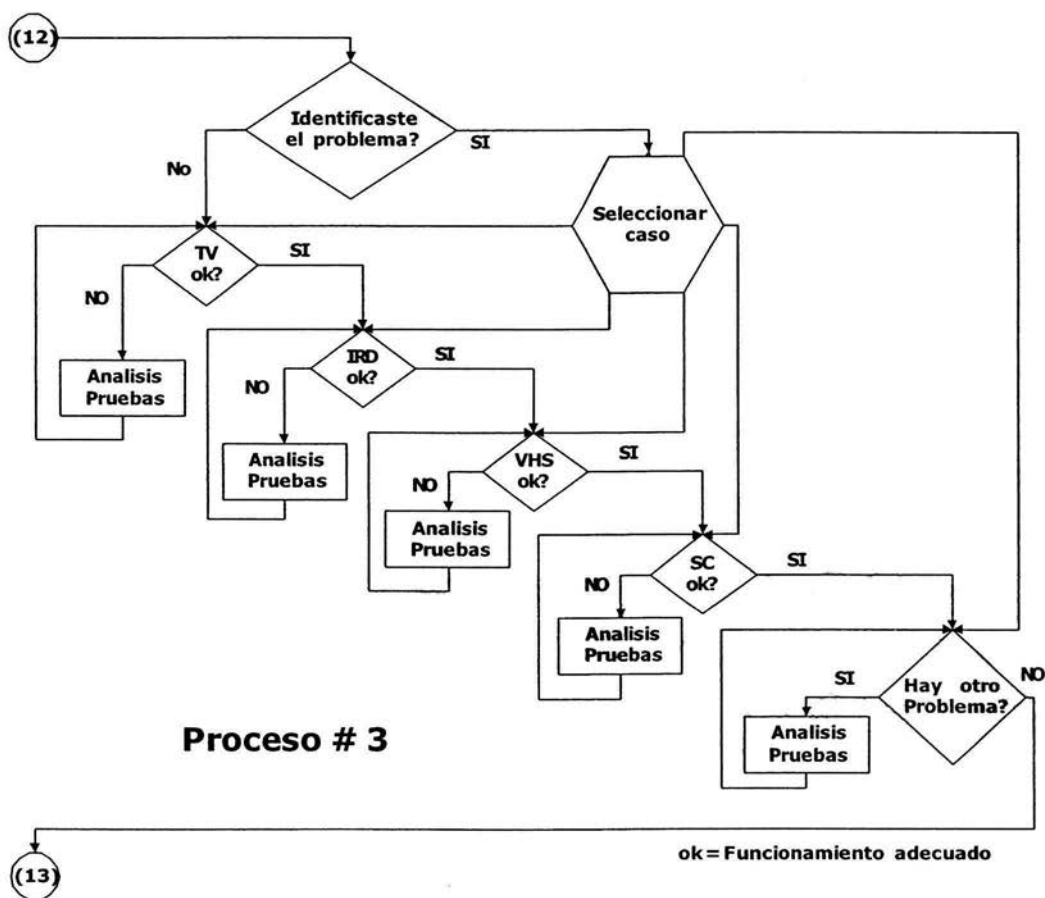 (12)
Identificaste
el problema?
SI
No
Seleccionar
caso
TV
ok?
SI
NO
Analisis
Pruebas
IRD
ok?
SI
NO
Analisis
Pruebas
VHS
ok?
SI
NO
Analisis
Pruebas
SC
ok?
SI
NO
Analisis
Pruebas
Hay otro
Problema?
SI
NO
Analisis
Pruebas
Proceso # 3
ok=Funcionamiento adecuado
(13)